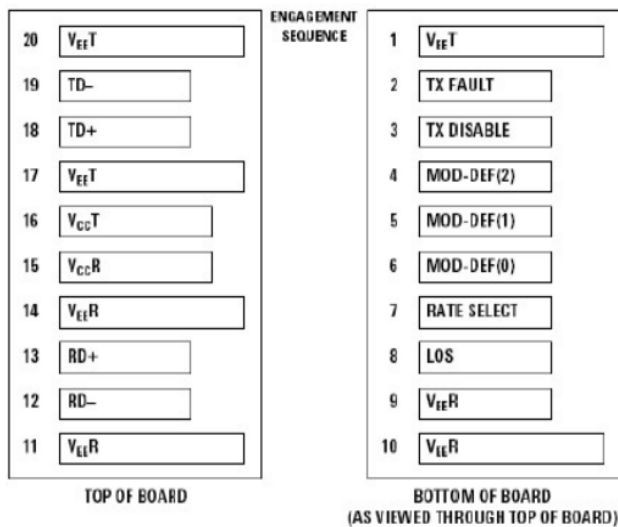 ENGAGEMENT
SEQUENCE
20 VEET
19 TD–
18 TD+
17 VEET
16 VCCT
15 VCCR
14 VEER
13 RD+
12 RD–
11 VEER
TOP OF BOARD
1 VEET
2 TX FAULT
3 TX DISABLE
4 MOD-DEF(2)
5 MOD-DEF(1)
6 MOD-DEF(0)
7 RATE SELECT
8 LOS
9 VEER
10 VEER
BOTTOM OF BOARD
(AS VIEWED THROUGH TOP OF BOARD)